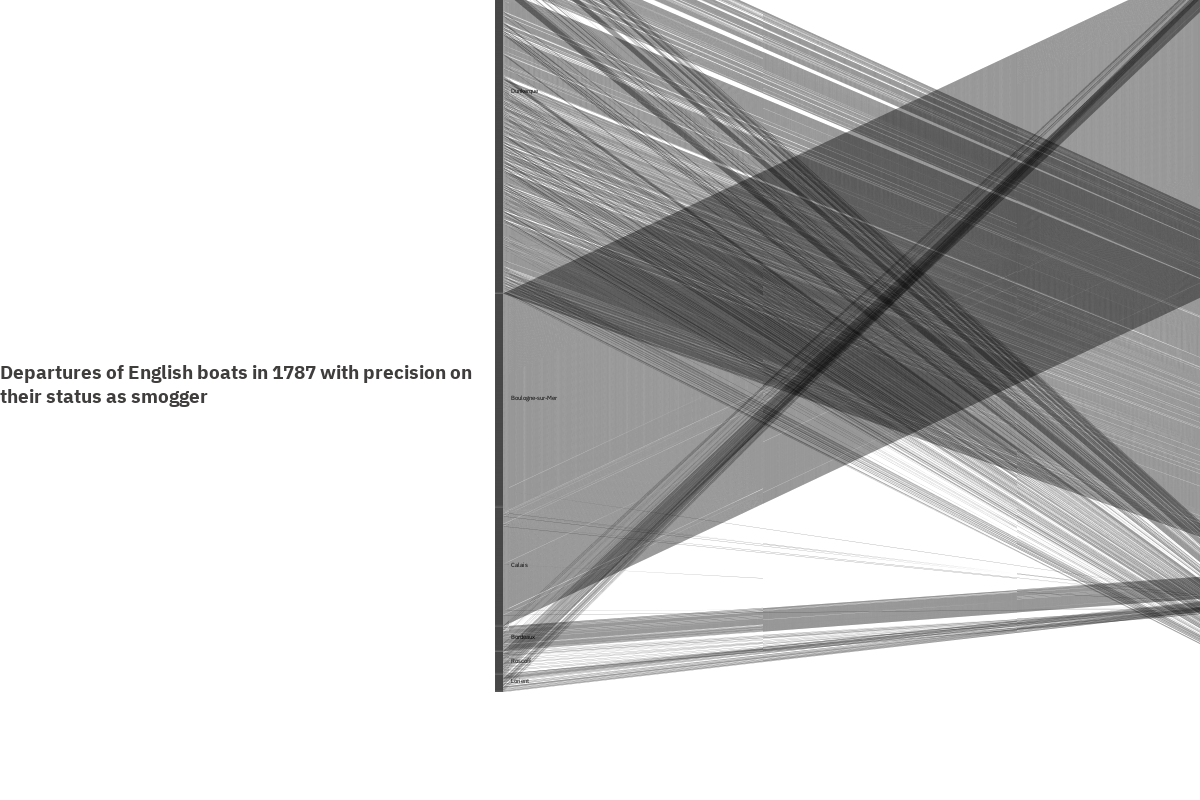 Dunkerque
Departures of English boats in 1787 with precision on
their status as smogger
Boulogne-sur-Mer
Calais
Bordeaux
Roscoff
Lorient